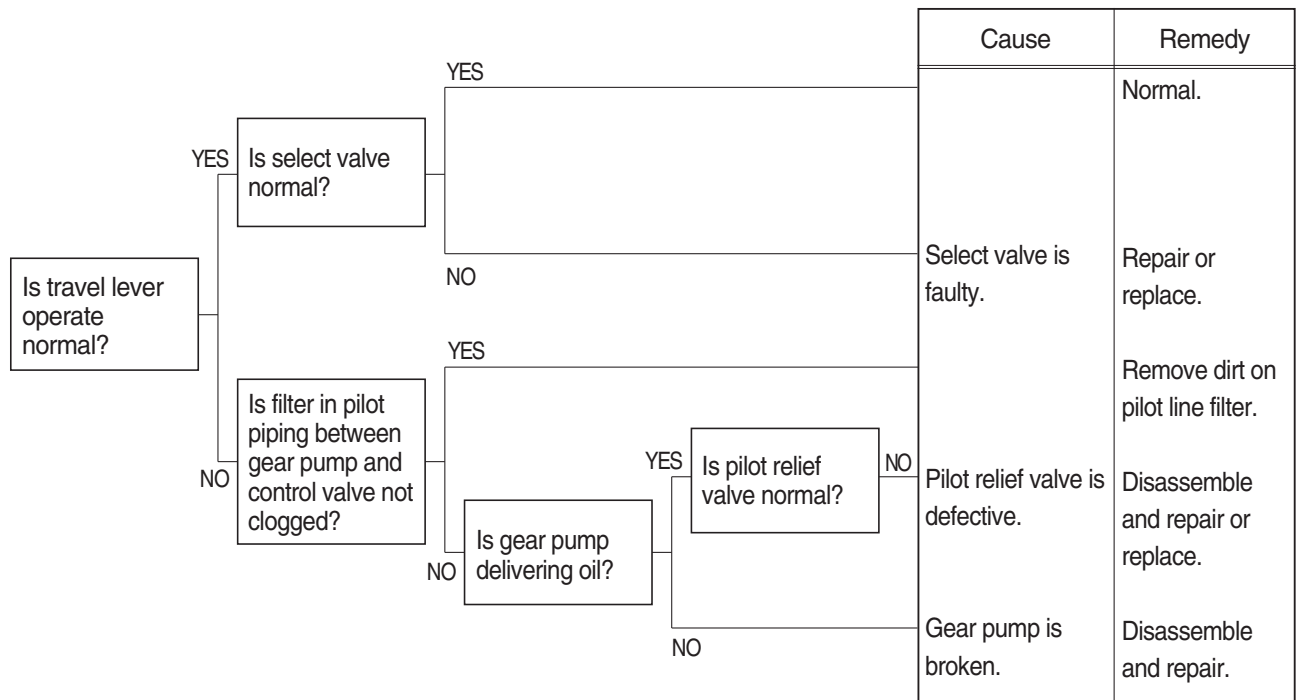 Cause
Remedy
YES
Normal.
YES
Is select valve
normal?
NO
Select valve is
faulty.
Repair or
replace.
Is travel lever
operate
normal?
YES
Remove dirt on
pilot line filter.
Is filter in pilot
piping between
gear pump and
control valve not
clogged?
NO
YES
Is pilot relief
valve normal?
NO
Pilot relief valve is
defective.
Disassemble
and repair or
replace.
NO
Is gear pump
delivering oil?
NO
Gear pump is
broken.
Disassemble
and repair.